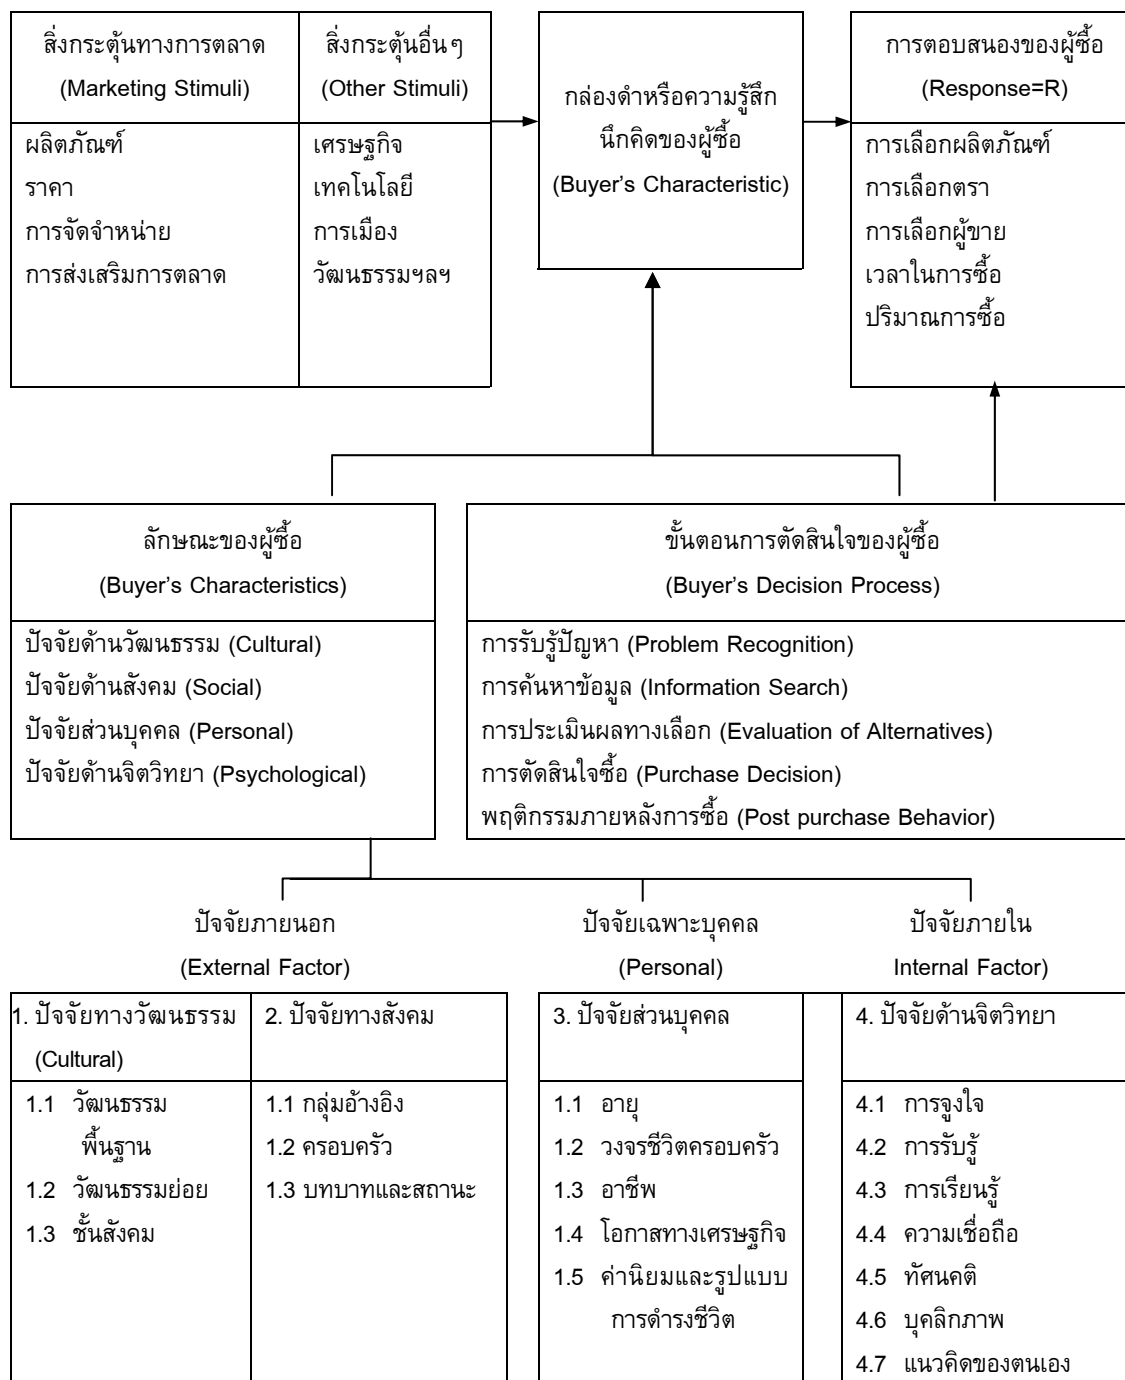 สิ่งกระตุ้นทางการตลาด
(Marketing Stimuli)
สิ่งกระตุ้นอื่นๆ
(Other Stimuli)
ผลิตภัณฑ์
ราคา
การจัดจำหน่าย
การส่งเสริมการตลาด
เศรษฐกิจ
เทคโนโลยี
การเมือง
วัฒนธรรมฯลฯ
กล่องดำหรือความรู้สึก
นึกคิดของผู้ซื้อ
(Buyer's Characteristic)
การตอบสนองของผู้ซื้อ
(Response=R)
การเลือกผลิตภัณฑ์
การเลือกตรา
การเลือกผู้ขาย
เวลาในการซื้อ
ปริมาณการซื้อ
ลักษณะของผู้ซื้อ
(Buyer's Characteristics)
ปัจจัยด้านวัฒนธรรม (Cultural)
ปัจจัยด้านสังคม (Social)
ปัจจัยส่วนบุคคล (Personal)
ปัจจัยด้านจิตวิทยา (Psychological)
ขั้นตอนการตัดสินใจของผู้ซื้อ
(Buyer's Decision Process)
การรับรู้ปัญหา (Problem Recognition)
การค้นหาข้อมูล (Information Search)
การประเมินผลทางเลือก (Evaluation of Alternatives)
การตัดสินใจซื้อ (Purchase Decision)
พฤติกรรมภายหลังการซื้อ (Post purchase Behavior)
ปัจจัยภายนอก
(External Factor)
ปัจจัยเฉพาะบุคคล
(Personal)
ปัจจัยภายใน
Internal Factor)
1. ปัจจัยทางวัฒนธรรม
(Cultural)
1.1 วัฒนธรรม
พื้นฐาน
1.2 วัฒนธรรมย่อย
1.3 ชั้นสังคม
2. ปัจจัยทางสังคม
1.1 กลุ่มอ้างอิง
1.2 ครอบครัว
1.3 บทบาทและสถานะ
3. ปัจจัยส่วนบุคคล
1.1 อายุ
1.2 วงจรชีวิตครอบครัว
1.3 อาชีพ
1.4 โอกาสทางเศรษฐกิจ
1.5 ค่านิยมและรูปแบบ
การดำรงชีวิต
4. ปัจจัยด้านจิตวิทยา
4.1 การจูงใจ
4.2 การรับรู้
4.3 การเรียนรู้
4.4 ความเชื่อถือ
4.5 ทัศนคติ
4.6 บุคลิกภาพ
4.7 แนวคิดของตนเอง